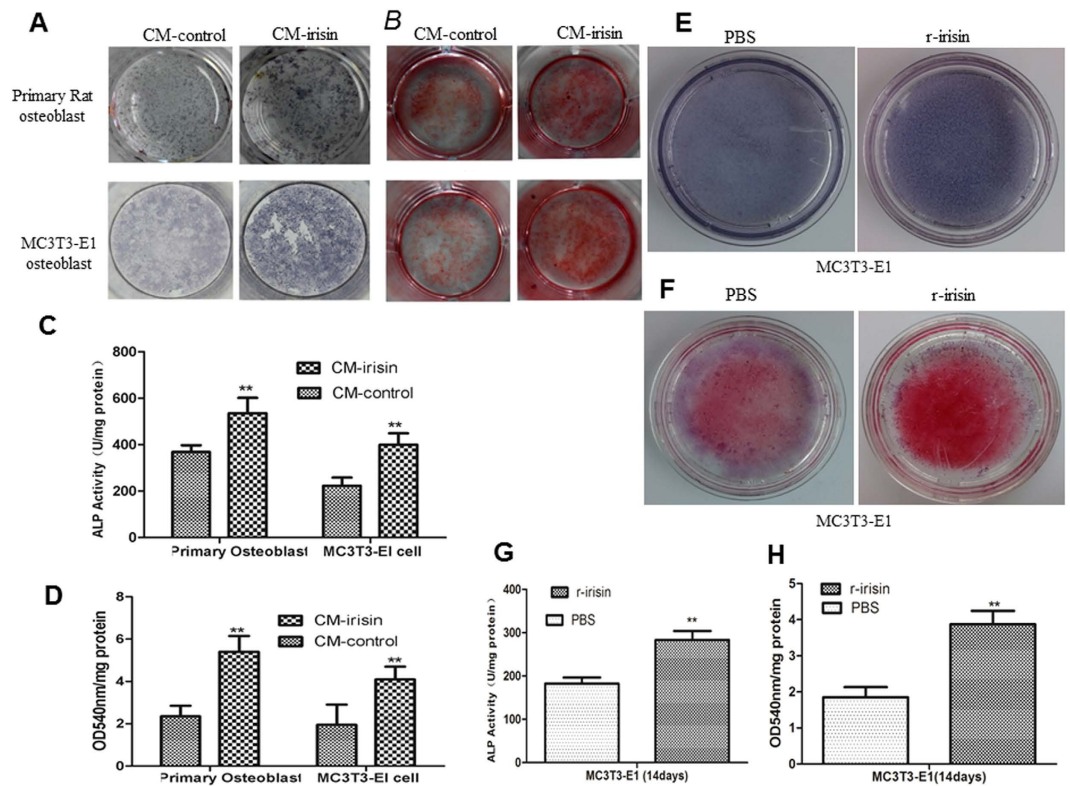 A
CM-control
CM-irisin
Primary Rat
osteoblast
MC3T3-E1
osteoblast
B
CM-control
CM-irisin
C
ALP Activity（U/mg protein）
800
600
400
200
0
CM-irisin
CM-control
**
**
Primary Osteoblast
MC3T3-EI cell
D
OD540nm/mg protein
8
6
4
2
0
CM-irisin
CM-control
**
**
Primary Osteoblast
MC3T3-EI cell
E
PBS
r-irisin
MC3T3-E1
F
PBS
r-irisin
MC3T3-E1
G
ALP Activity（U/mg protein）
400
300
200
100
0
r-irisin
PBS
**
MC3T3-E1 (14days)
H
OD540nm/mg protein
5
4
3
2
1
0
r-irisin
PBS
**
MC3T3-E1(14days)